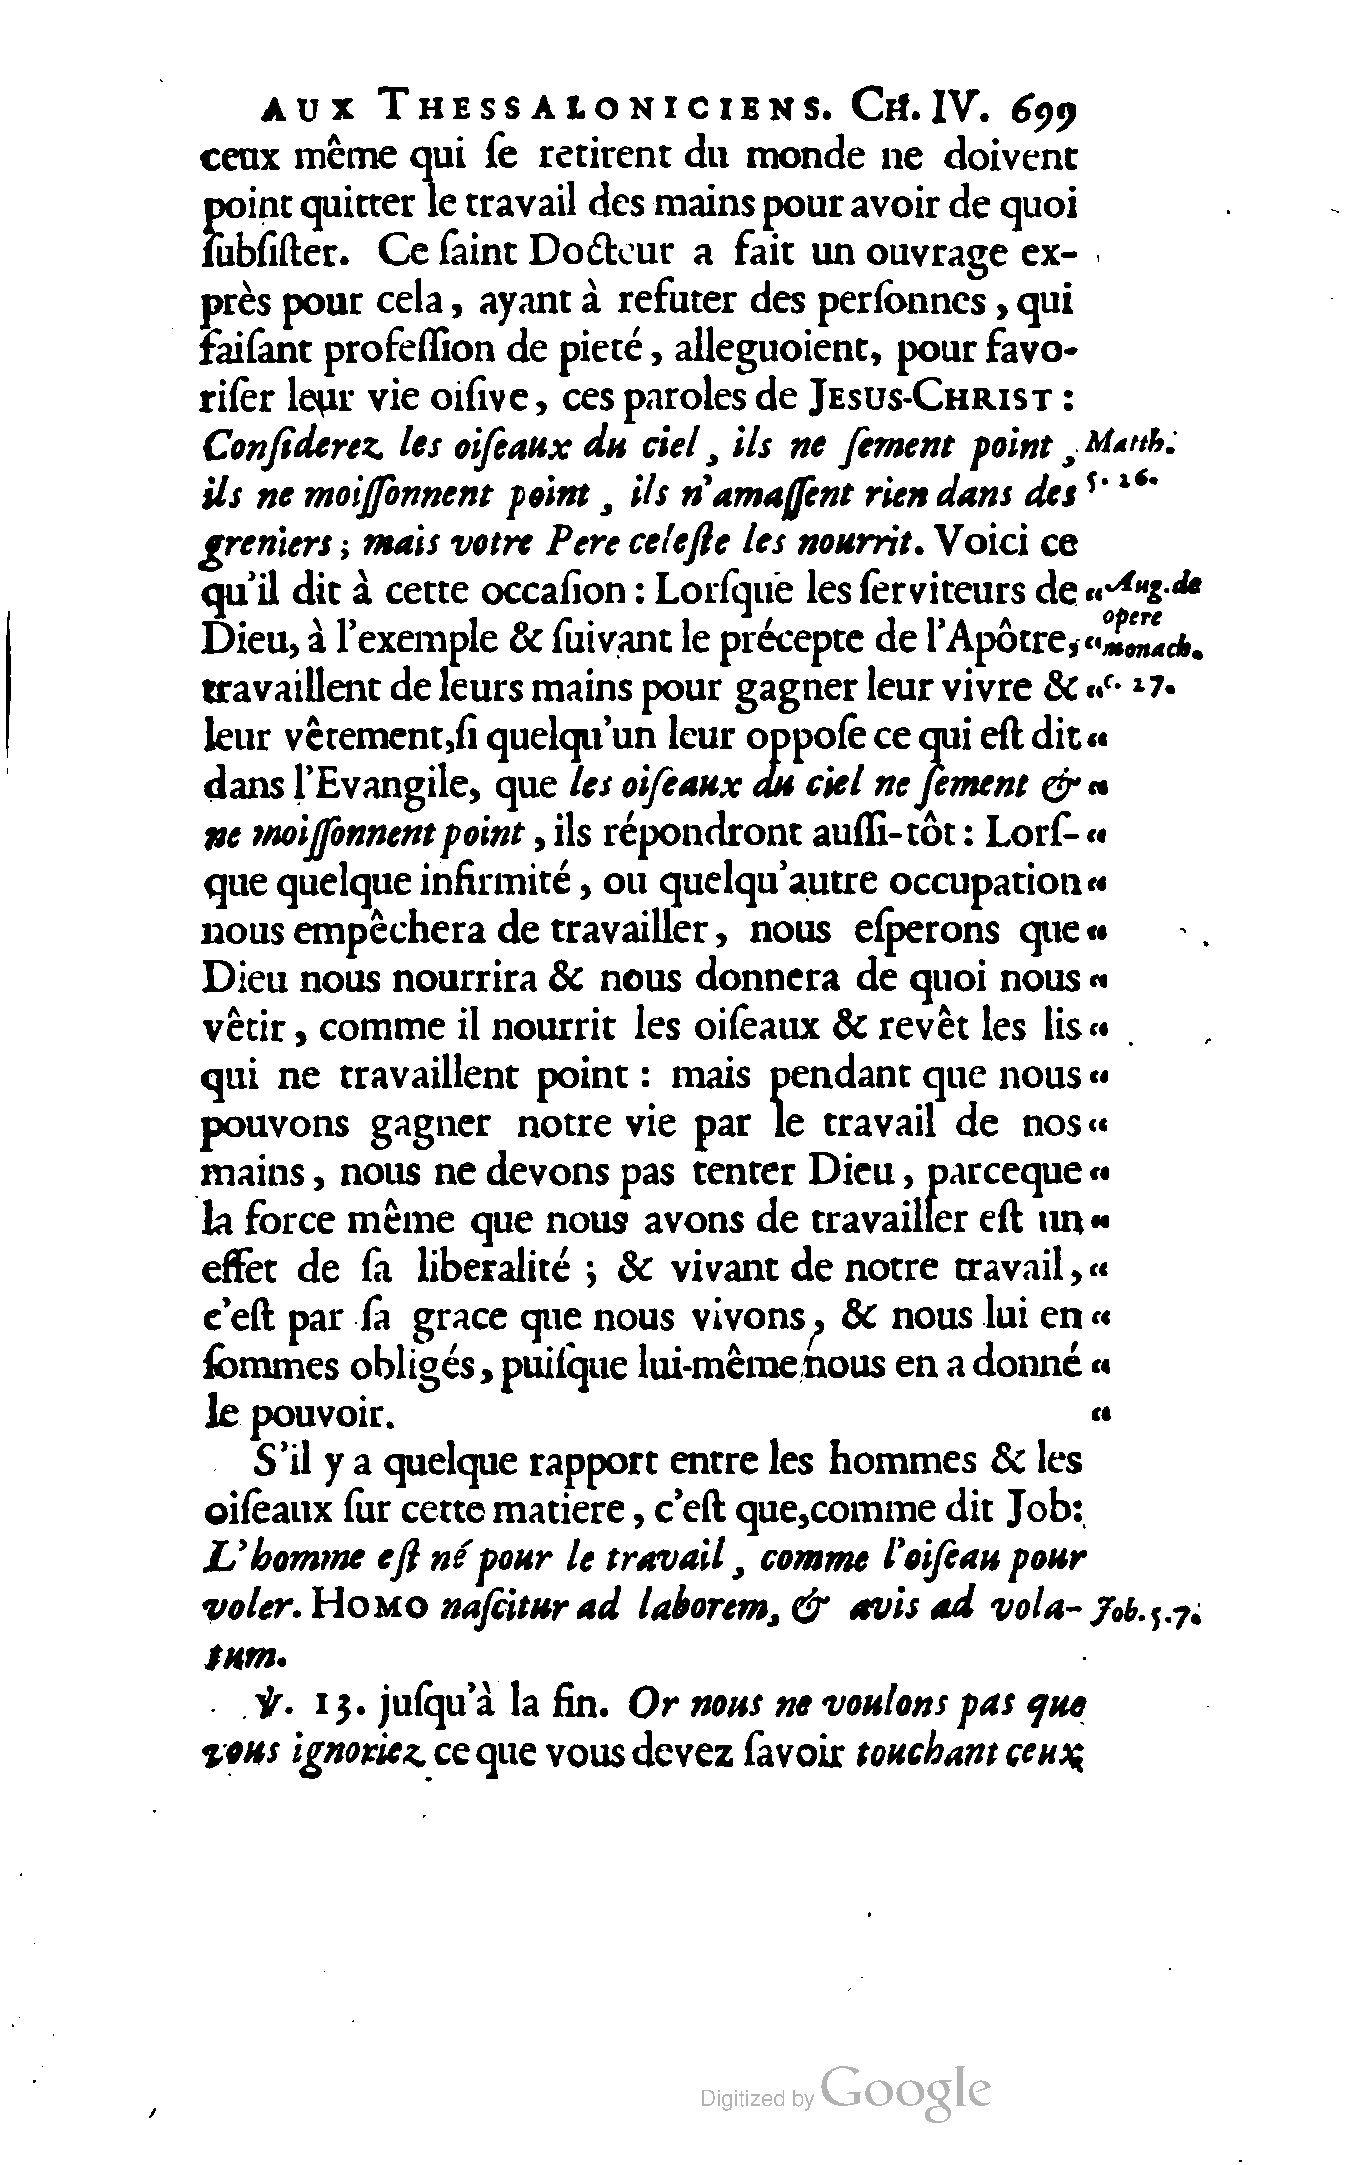 AUX THESSALONICIENS. CH. IV. 699
ceux même qui ſe retirent du monde ne doivent
point quitter le travail des mains pour avoir de quoi
ſubſiſter. Ce ſaint Docteur a fait un ouvrage ex-
près pour cela, ayant à refuter des perſonnes, qui
faiſant profeſſion de pieté, alleguoient, pour favo-
riſer leur vie oiſive, ces paroles de JESUS-CHRIST :
Conſiderez les oiſeaux du ciel, ils ne ſement point, Matth.
ils ne moiſſonnent point, ils n'amaſſent rien dans des 5. 26.
greniers; mais votre Pere celeſte les nourrit. Voici ce
qu'il dit à cette occaſion : Lorſque les ſerviteurs de “ Aug. de
Dieu, à l'exemple & ſuivant le précepte de l'Apôtre, “ opere monach.
travaillent de leurs mains pour gagner leur vivre & “ c. 27.
leur vêtement, ſi quelqu'un leur oppoſe ce qui eſt dit “
dans l'Evangile, que les oiſeaux du ciel ne ſement & “
ne moiſſonnent point, ils répondront auſſi-tôt : Lorſ- “
que quelque infirmité, ou quelqu'autre occupation “
nous empêchera de travailler, nous eſperons que “
Dieu nous nourrira & nous donnera de quoi nous “
vêtir, comme il nourrit les oiſeaux & revêt les lis “
qui ne travaillent point : mais pendant que nous “
pouvons gagner notre vie par le travail de nos “
mains, nous ne devons pas tenter Dieu, parceque “
la force même que nous avons de travailler eſt un “
effet de ſa liberalité ; & vivant de notre travail, “
c'eſt par ſa grace que nous vivons, & nous lui en “
ſommes obligés, puiſque lui-même nous en a donné “
le pouvoir. “
S'il y a quelque rapport entre les hommes & les
oiſeaux ſur cette matiere, c'eſt que, comme dit Job:
L'homme eſt né pour le travail, comme l'oiſeau pour
voler. HOMO naſcitur ad laborem, & avis ad vola- Job. 5. 7.
tum.
℣. 13. juſqu'à la fin. Or nous ne voulons pas que
vous ignoriez ce que vous devez ſavoir touchant ceux
Digitized by Google